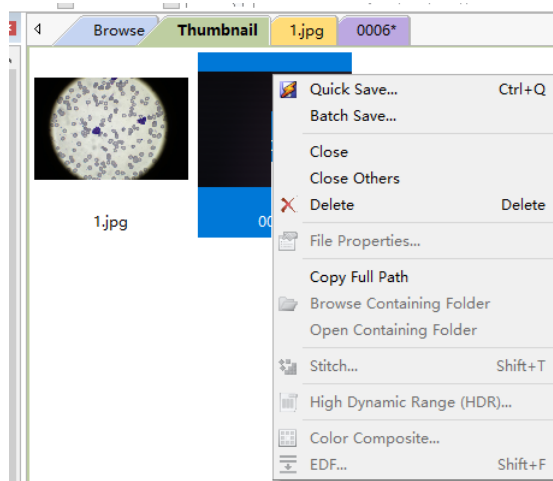 Browse Thumbnail 1.jpg 0006*
Quick Save... Ctrl+Q
Batch Save...
Close
Close Others
Delete Delete
1.jpg
File Properties...
Copy Full Path
Browse Containing Folder
Open Containing Folder
Stitch... Shift+T
High Dynamic Range (HDR)...
Color Composite...
EDF... Shift+F